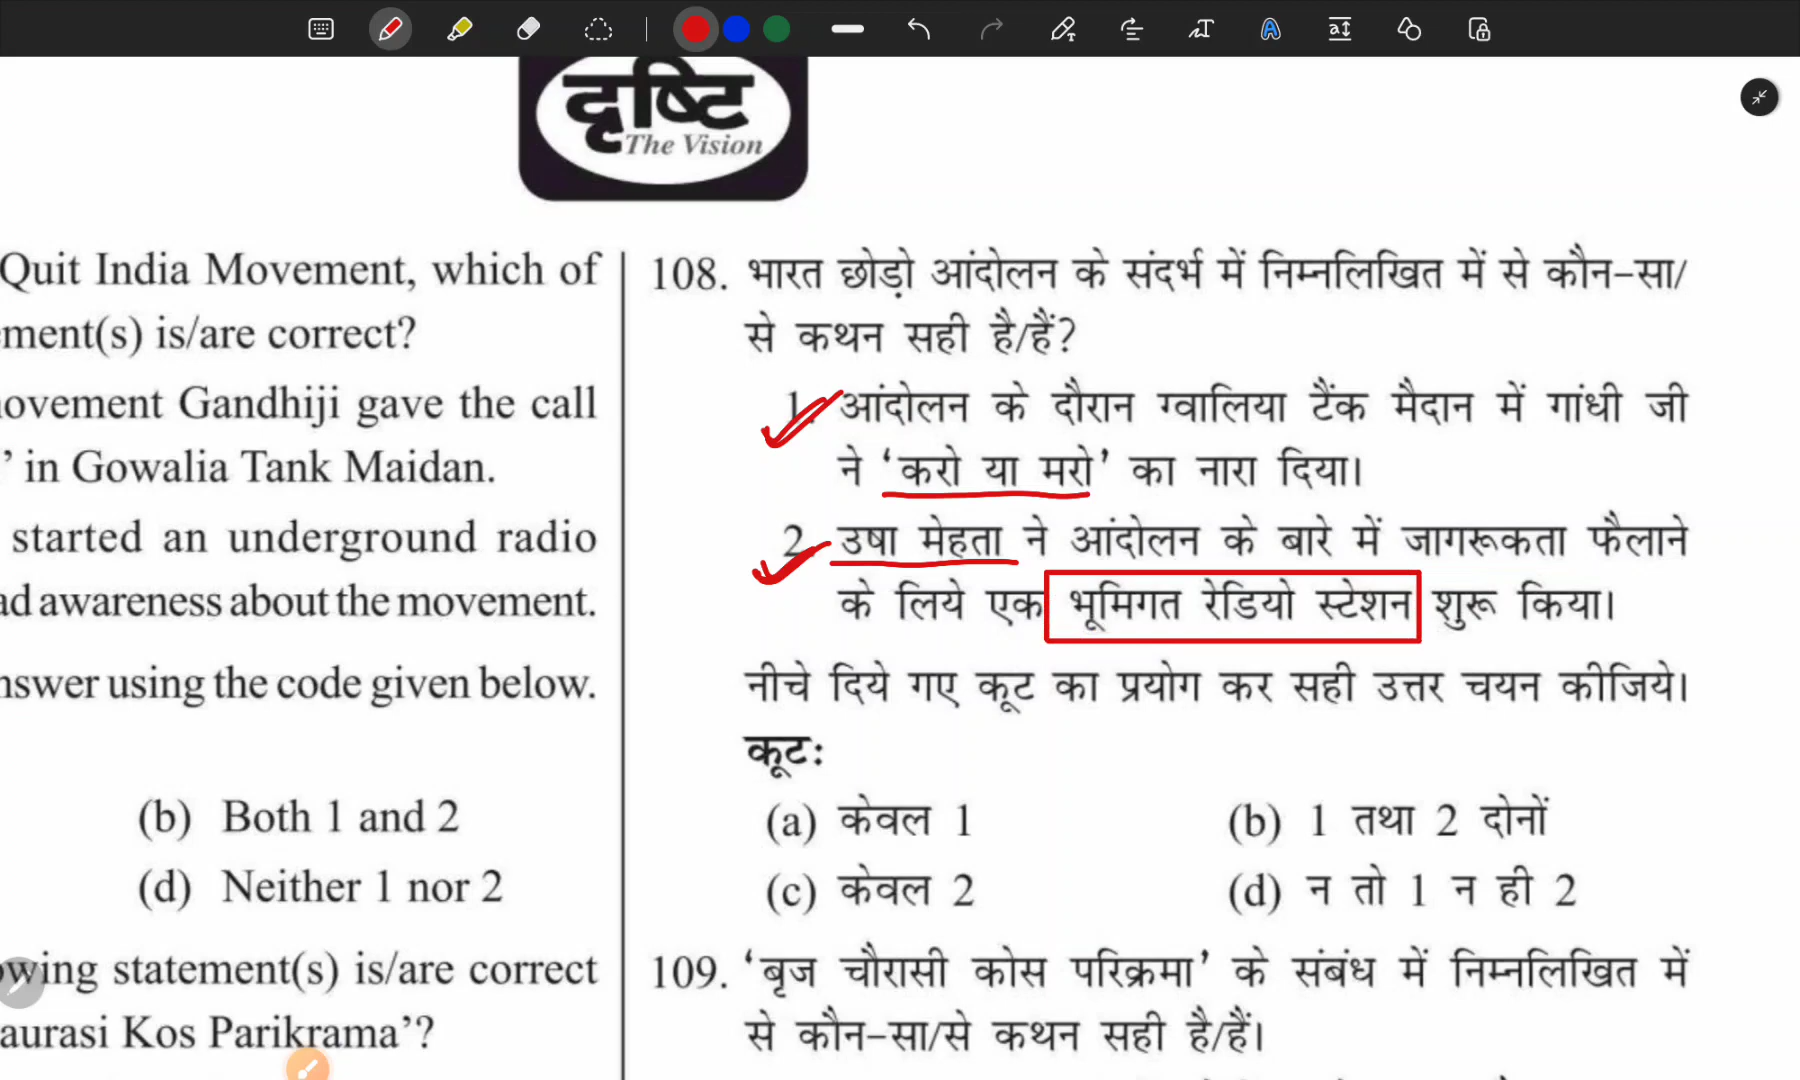 दृष्टि
The Vision
Quit India Movement, which of
ment(s) is/are correct?
ovement Gandhiji gave the call
’ in Gowalia Tank Maidan.
started an underground radio
ad awareness about the movement.
nswer using the code given below.
(b) Both 1 and 2
(d) Neither 1 nor 2
owing statement(s) is/are correct
aurasi Kos Parikrama’?
108. भारत छोड़ो आंदोलन के संदर्भ में निम्नलिखित में से कौन-सा/
से कथन सही है/हैं?
1. आंदोलन के दौरान ग्वालिया टैंक मैदान में गांधी जी
ने ‘करो या मरो’ का नारा दिया।
2. उषा मेहता ने आंदोलन के बारे में जागरूकता फैलाने
के लिये एक भूमिगत रेडियो स्टेशन शुरू किया।
नीचे दिये गए कूट का प्रयोग कर सही उत्तर चयन कीजिये।
कूटः
(a) केवल 1 (b) 1 तथा 2 दोनों
(c) केवल 2 (d) न तो 1 न ही 2
109. ‘बृज चौरासी कोस परिक्रमा’ के संबंध में निम्नलिखित में
से कौन-सा/से कथन सही है/हैं।